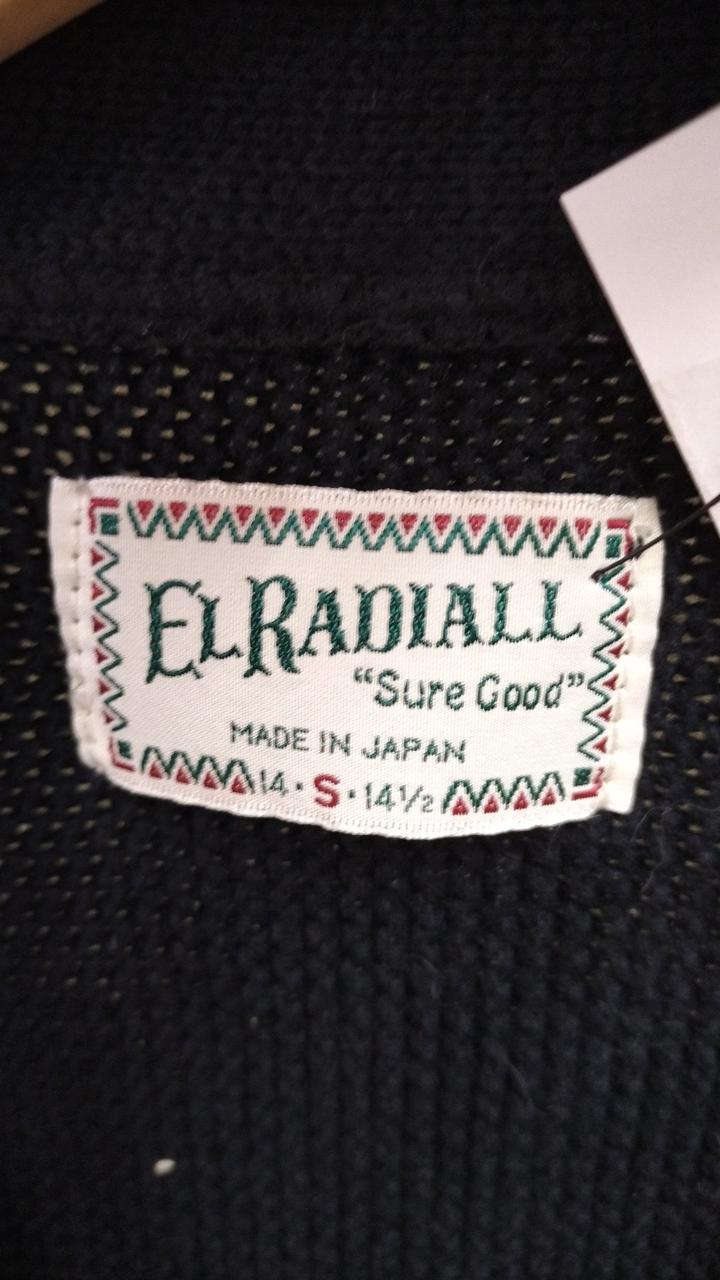 ELRADIALL
“Sure Good”
MADE IN JAPAN
14・S・14½